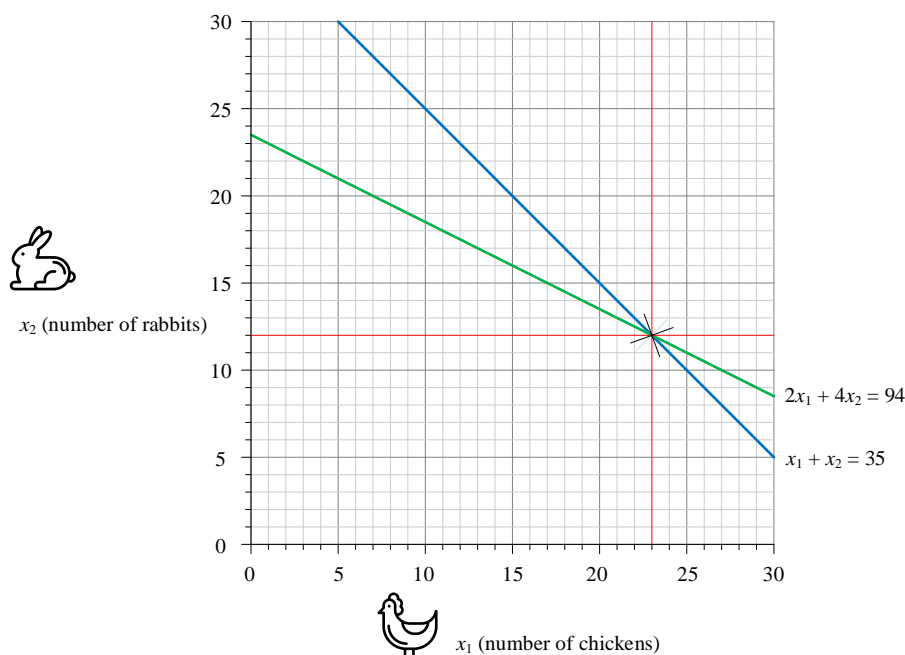 30
25
20
15
x₂ (number of rabbits)
10
2x₁ + 4x₂ = 94
5
x₁ + x₂ = 35
0
0 5 10 15 20 25 30
x₁ (number of chickens)